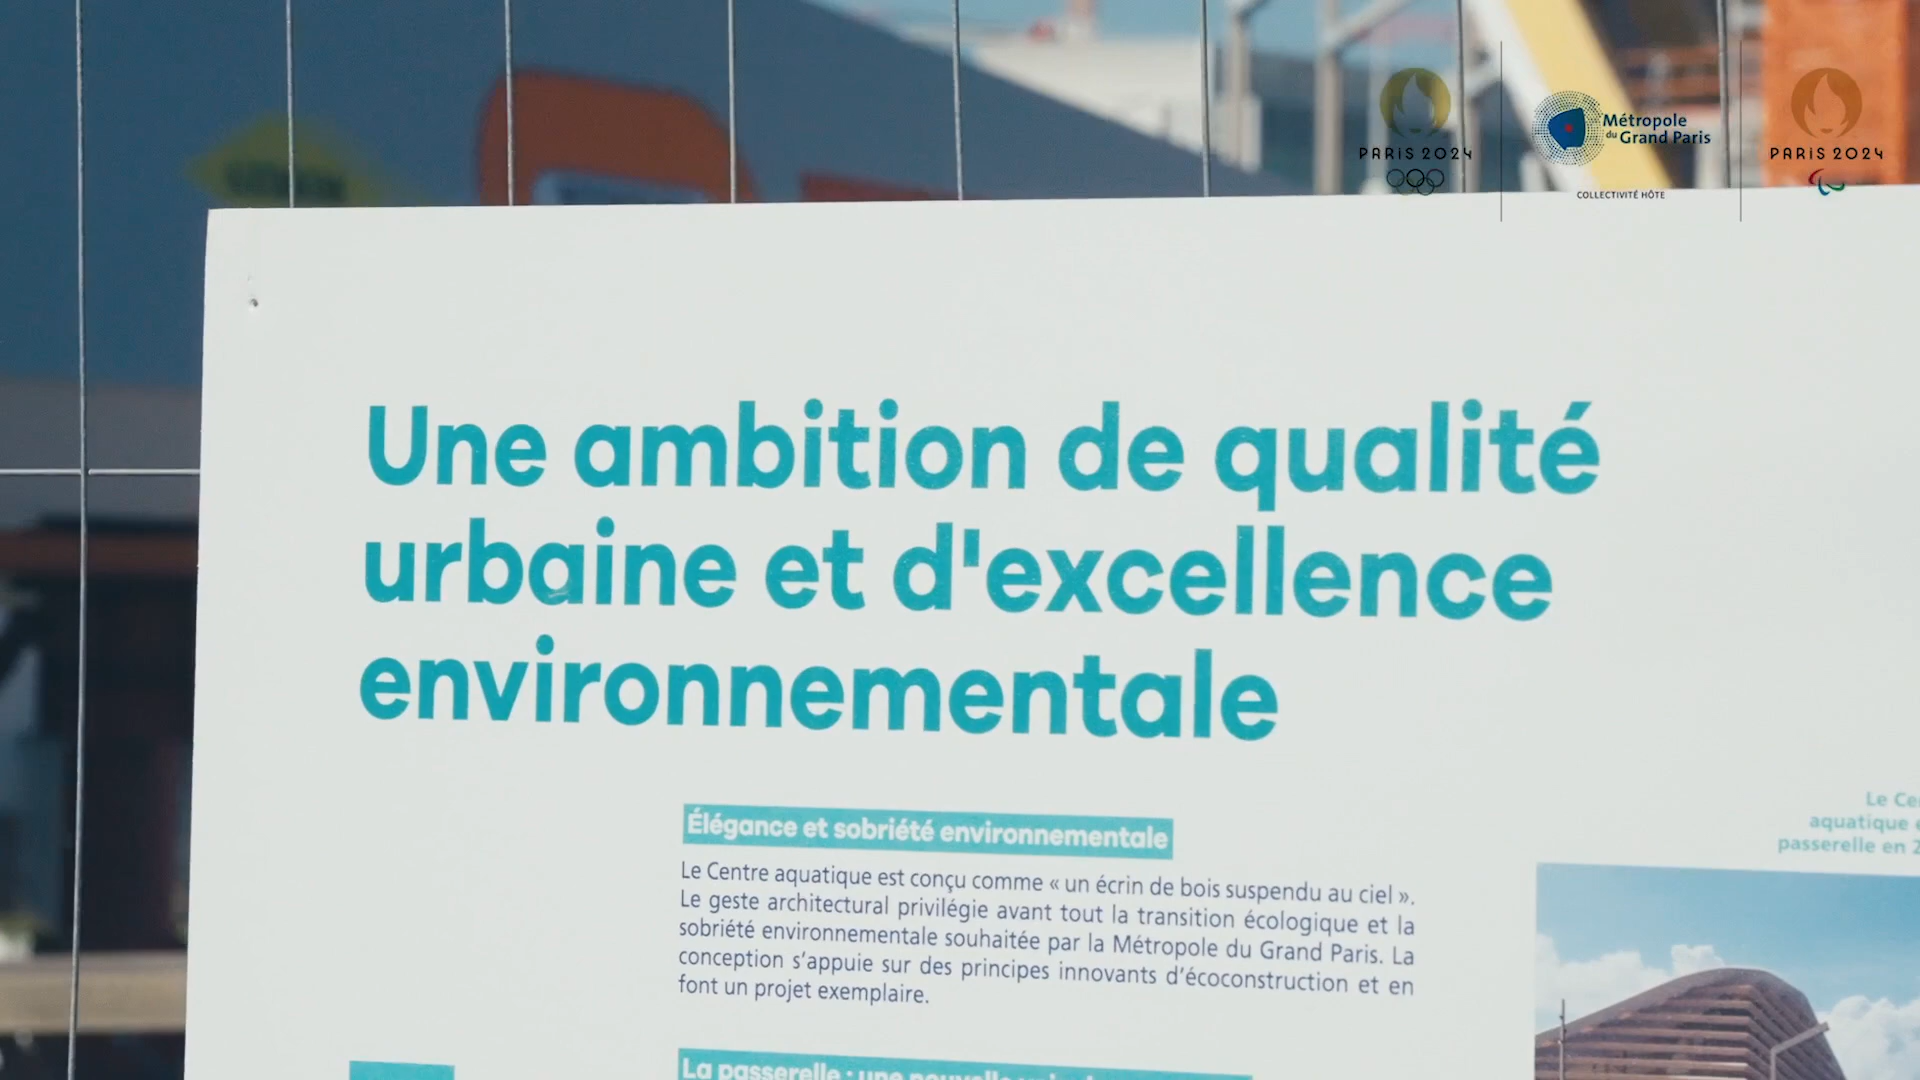 PARIS 2024
Métropole
du Grand Paris
COLLECTIVITÉ HÔTE
PARIS 2024
Une ambition de qualité
urbaine et d'excellence
environnementale
Élégance et sobriété environnementale
Le Centre aquatique est conçu comme « un écrin de bois suspendu au ciel ».
Le geste architectural privilégie avant tout la transition écologique et la
sobriété environnementale souhaitée par la Métropole du Grand Paris. La
conception s’appuie sur des principes innovants d’écoconstruction et en
font un projet exemplaire.
Le
aquatique
passerelle en
La passerelle : une nouvelle